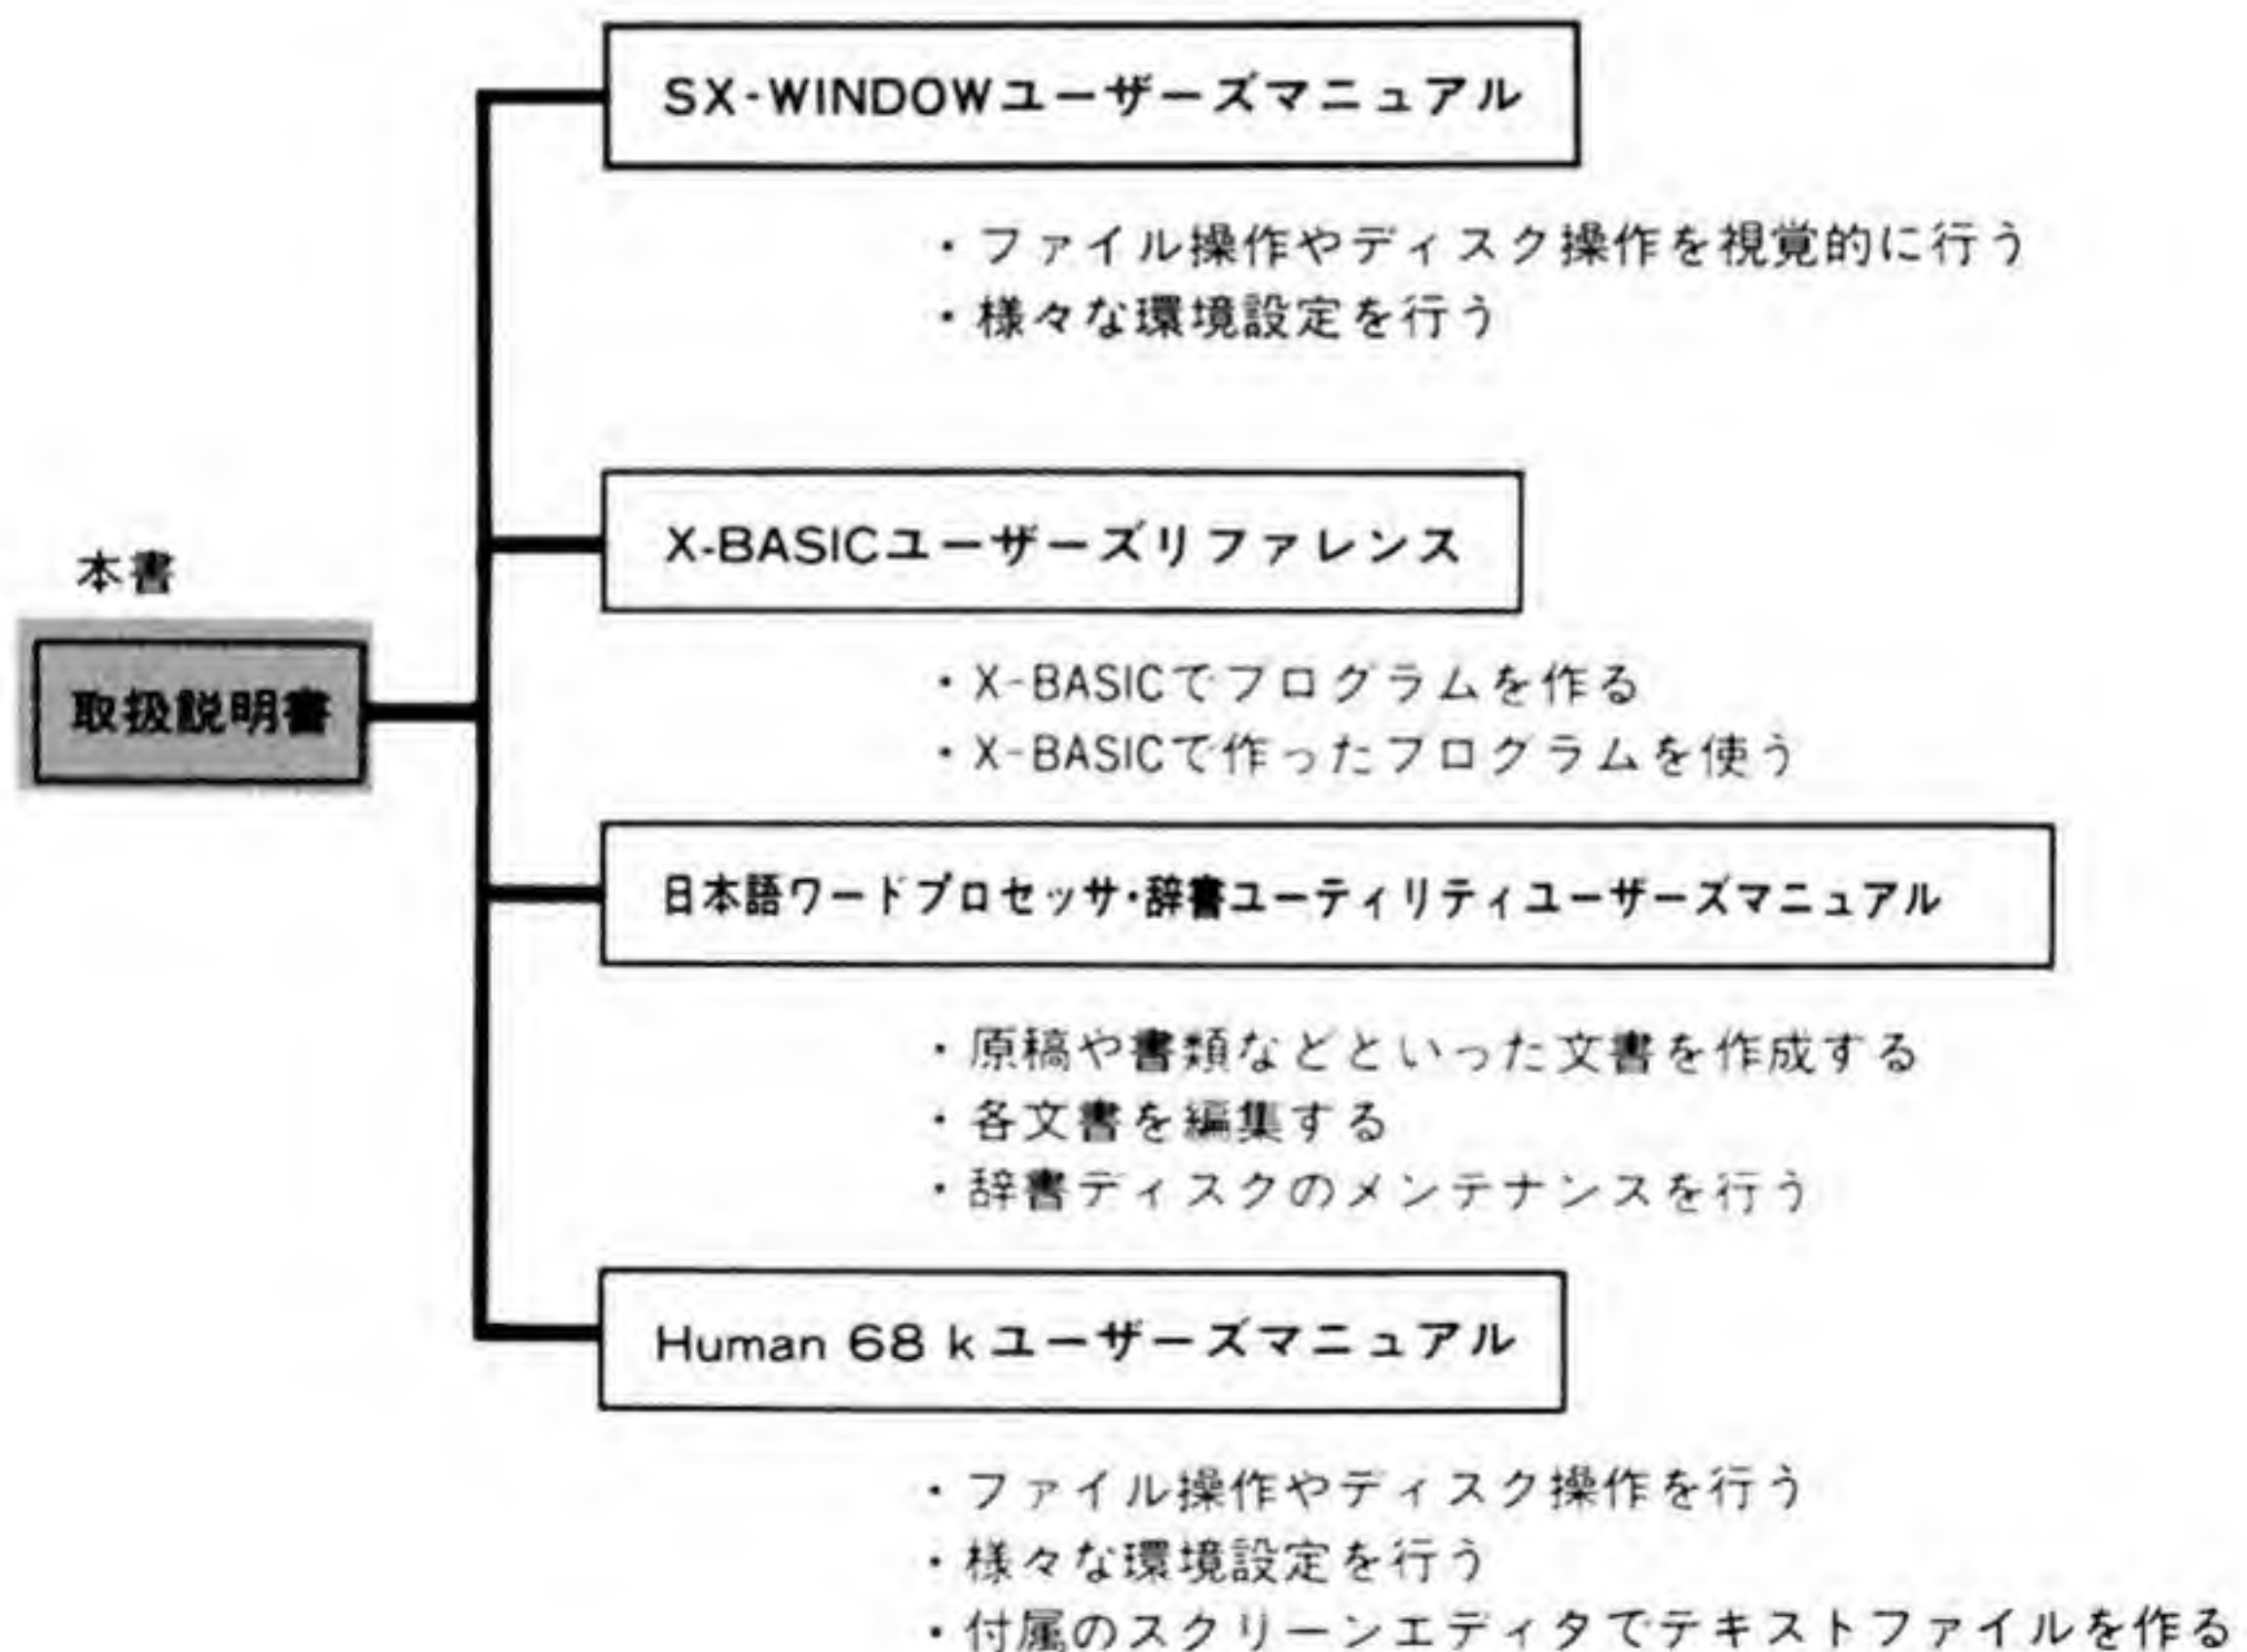 SX-WINDOWユーザーズマニュアル
・ファイル操作やディスク操作を視覚的に行う
・様々な環境設定を行う
X-BASICユーザーズリファレンス
本書
取扱説明書
・X-BASICでプログラムを作る
・X-BASICで作ったプログラムを使う
日本語ワードプロセッサ・辞書ユーティリティユーザーズマニュアル
・原稿や書類などといった文書を作成する
・各文書を編集する
・辞書ディスクのメンテナンスを行う
Human 68 k ユーザーズマニュアル
・ファイル操作やディスク操作を行う
・様々な環境設定を行う
・付属のスクリーンエディタでテキストファイルを作る